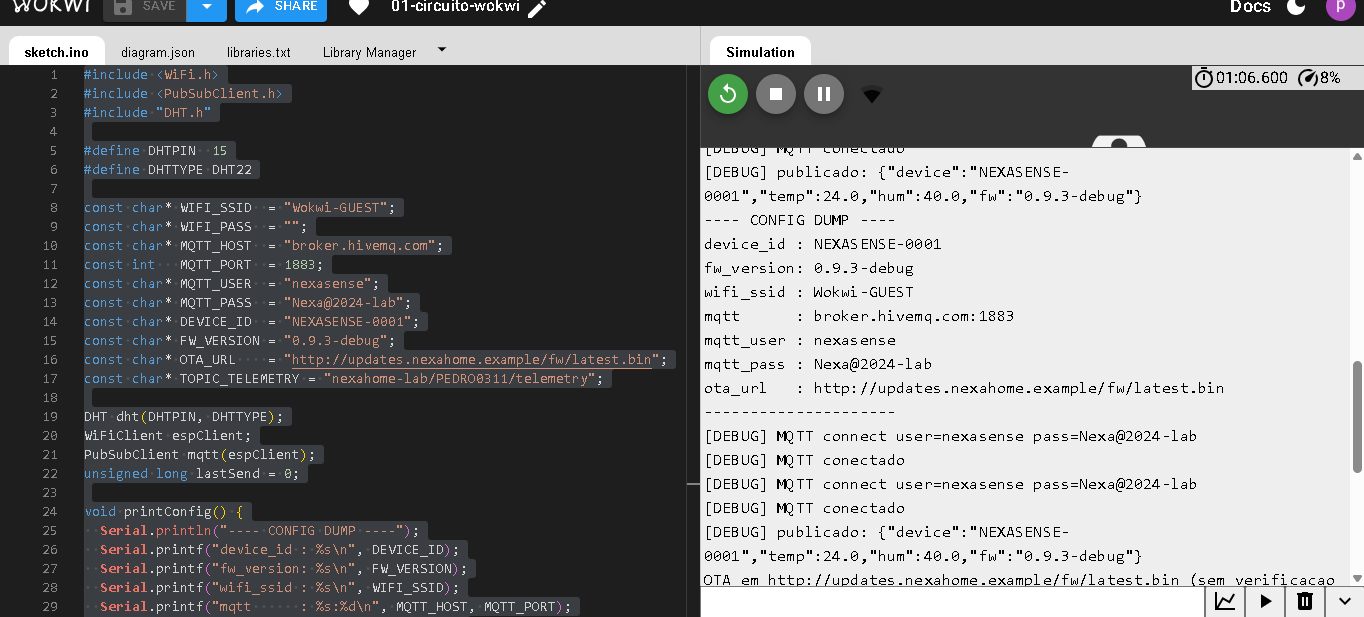 WOKWI SAVE SHARE 01-circuito-wokwi Docs p
sketch.ino diagram.json libraries.txt Library Manager
1 #include <WiFi.h>
2 #include <PubSubClient.h>
3 #include "DHT.h"
4
5 #define DHTPIN 15
6 #define DHTTYPE DHT22
7
8 const char* WIFI_SSID = "Wokwi-GUEST";
9 const char* WIFI_PASS = "";
10 const char* MQTT_HOST = "broker.hivemq.com";
11 const int MQTT_PORT = 1883;
12 const char* MQTT_USER = "nexasense";
13 const char* MQTT_PASS = "Nexa@2024-lab";
14 const char* DEVICE_ID = "NEXASENSE-0001";
15 const char* FW_VERSION = "0.9.3-debug";
16 const char* OTA_URL = "http://updates.nexahome.example/fw/latest.bin";
17 const char* TOPIC_TELEMETRY = "nexahome-lab/PEDRO0311/telemetry";
18
19 DHT dht(DHTPIN, DHTTYPE);
20 WiFiClient espClient;
21 PubSubClient mqtt(espClient);
22 unsigned long lastSend = 0;
23
24 void printConfig() {
25 Serial.println("---- CONFIG DUMP ----");
26 Serial.printf("device_id : %s\n", DEVICE_ID);
27 Serial.printf("fw_version: %s\n", FW_VERSION);
28 Serial.printf("wifi_ssid : %s\n", WIFI_SSID);
29 Serial.printf("mqtt : %s:%d\n", MQTT_HOST, MQTT_PORT);
Simulation
01:06.600 8%
[DEBUG] MQTT conectado
[DEBUG] publicado: {"device":"NEXASENSE-
0001","temp":24.0,"hum":40.0,"fw":"0.9.3-debug"}
---- CONFIG DUMP ----
device_id : NEXASENSE-0001
fw_version: 0.9.3-debug
wifi_ssid : Wokwi-GUEST
mqtt : broker.hivemq.com:1883
mqtt_user : nexasense
mqtt_pass : Nexa@2024-lab
ota_url : http://updates.nexahome.example/fw/latest.bin
---------------------
[DEBUG] MQTT connect user=nexasense pass=Nexa@2024-lab
[DEBUG] MQTT conectado
[DEBUG] MQTT connect user=nexasense pass=Nexa@2024-lab
[DEBUG] MQTT conectado
[DEBUG] publicado: {"device":"NEXASENSE-
0001","temp":24.0,"hum":40.0,"fw":"0.9.3-debug"}
OTA em http://updates.nexahome.example/fw/latest.bin (sem verificacao